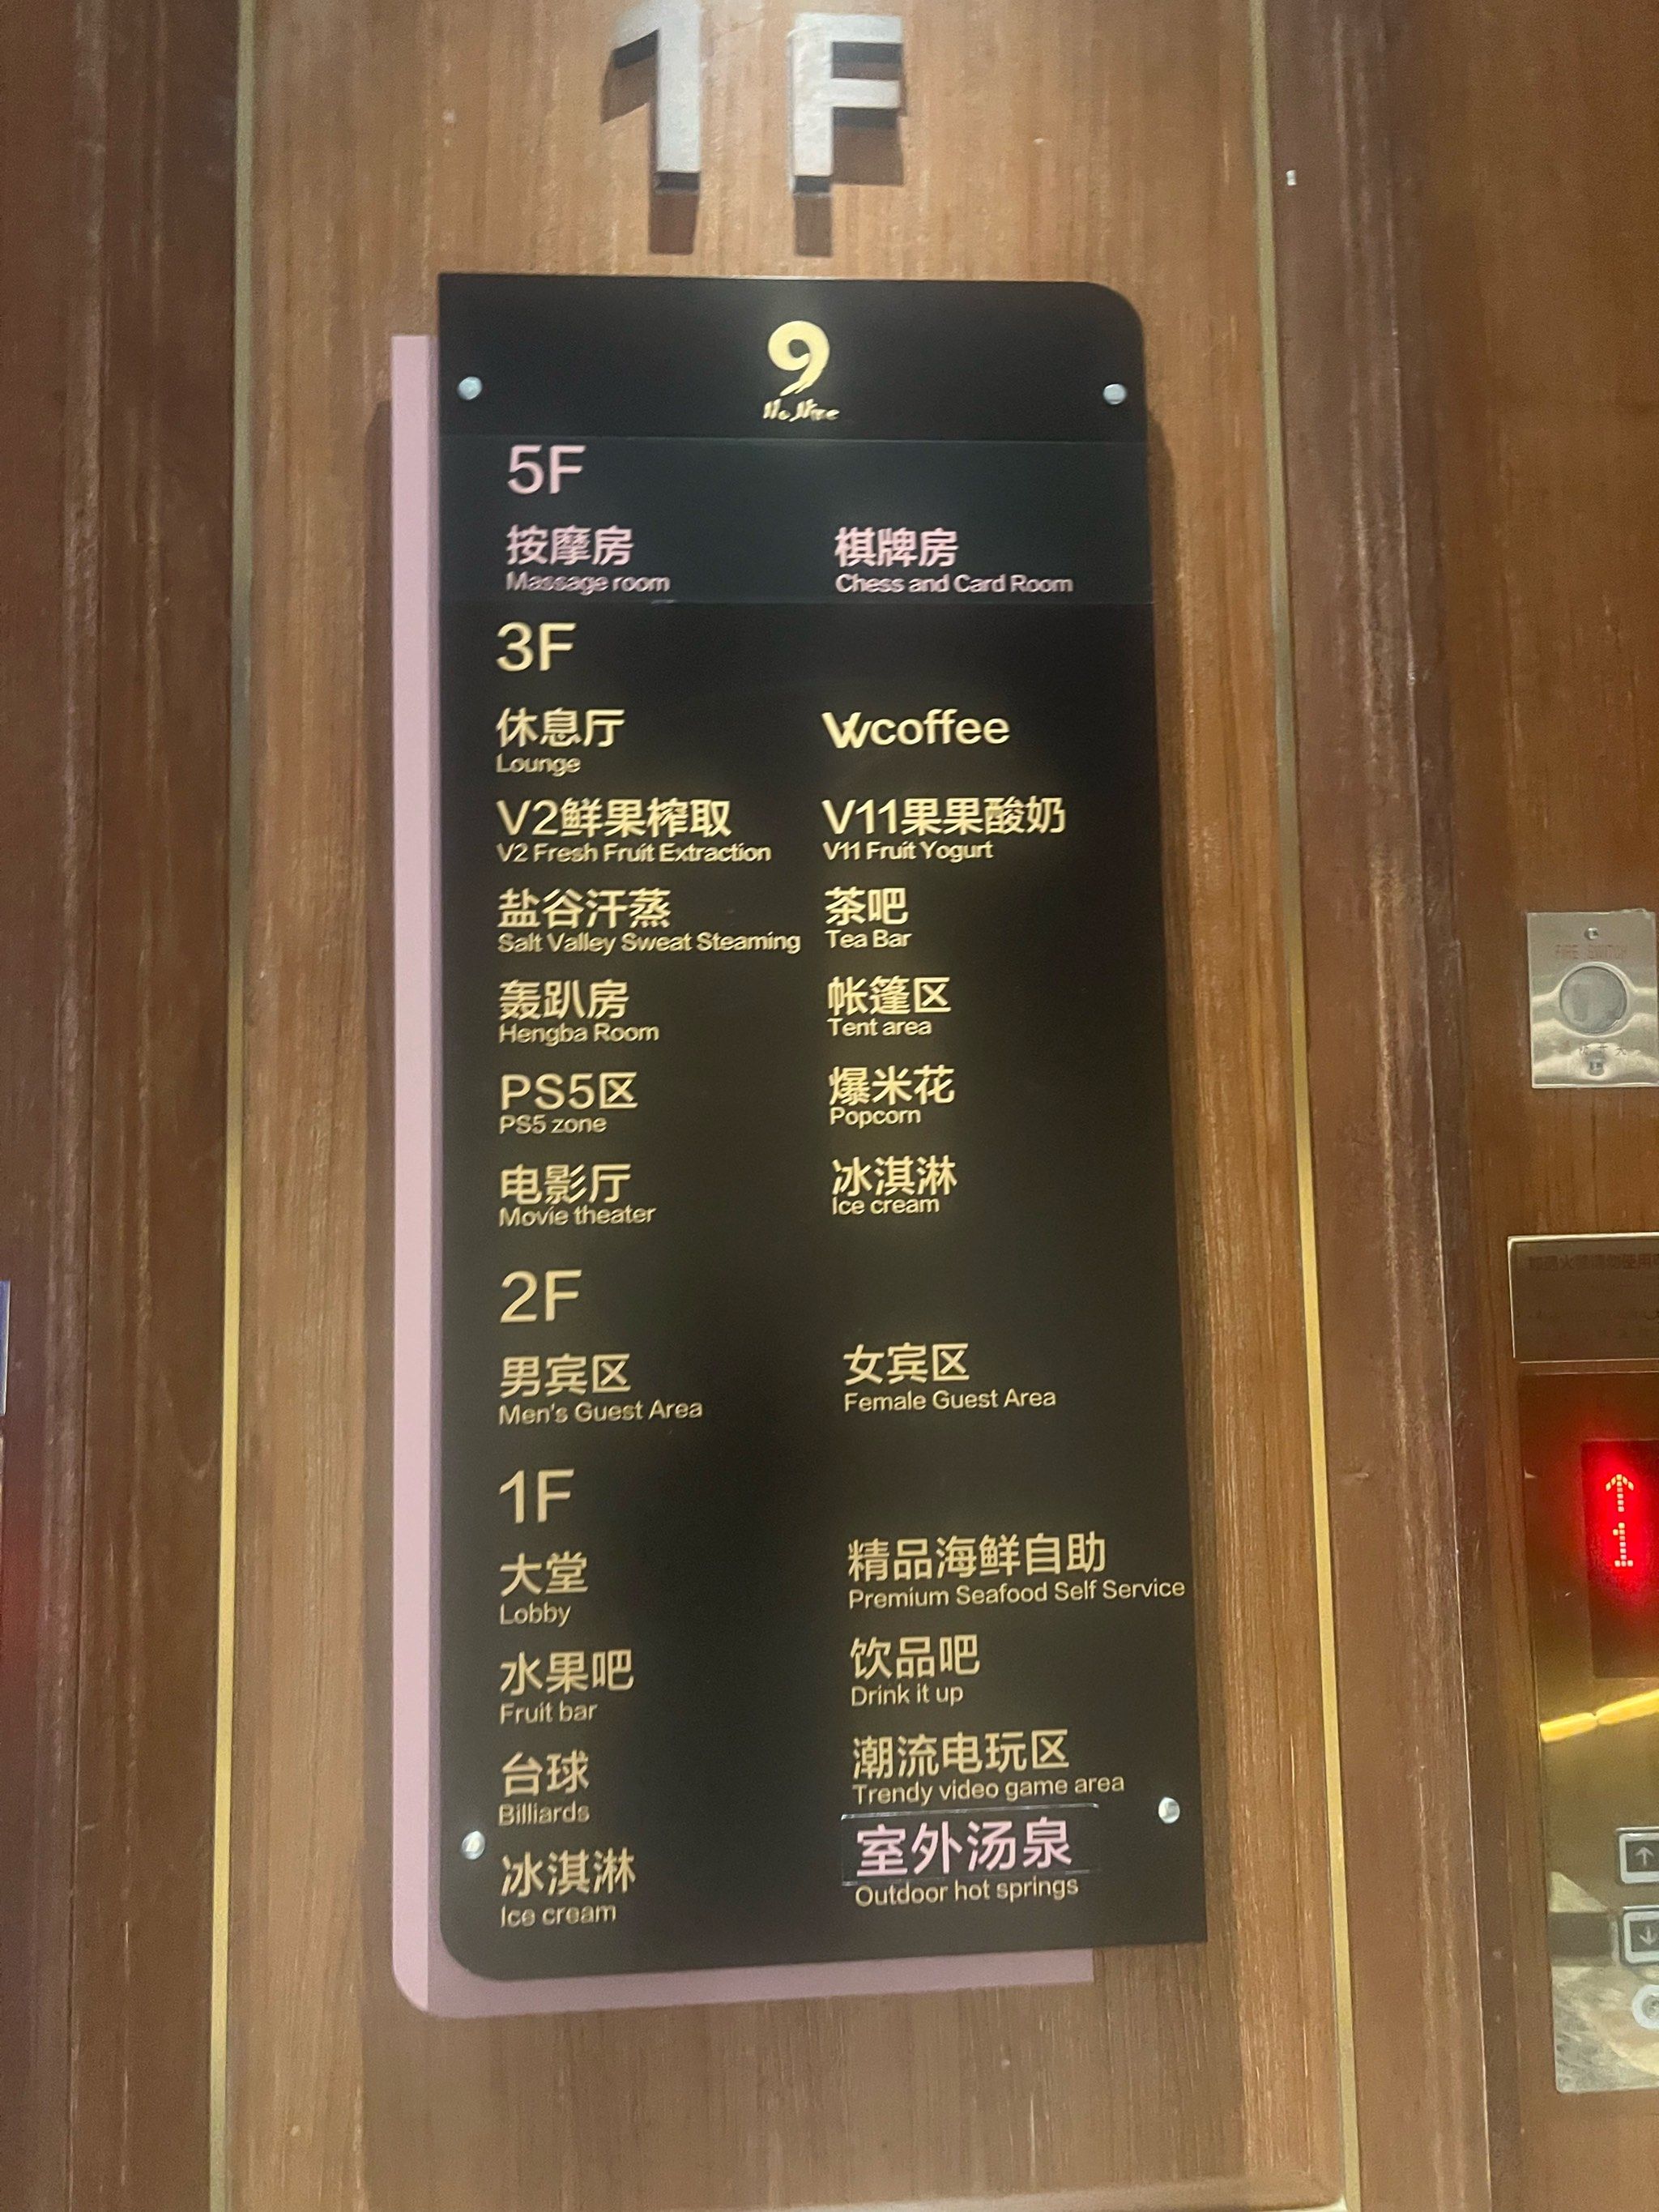 1F
9
No.Nine
5F
按摩房
Massage room
棋牌房
Chess and Card Room
3F
休息厅
Lounge
Wcoffee
V2鲜果榨取
V2 Fresh Fruit Extraction
V11果果酸奶
V11 Fruit Yogurt
盐谷汗蒸
Salt Valley Sweat Steaming
茶吧
Tea Bar
轰趴房
Hengba Room
帐篷区
Tent area
PS5区
PS5 zone
爆米花
Popcorn
电影厅
Movie theater
冰淇淋
Ice cream
2F
男宾区
Men's Guest Area
女宾区
Female Guest Area
1F
大堂
Lobby
精品海鲜自助
Premium Seafood Self Service
水果吧
Fruit bar
饮品吧
Drink it up
台球
Billiards
潮流电玩区
Trendy video game area
冰淇淋
Ice cream
室外汤泉
Outdoor hot springs
FIRE SWITCH
1